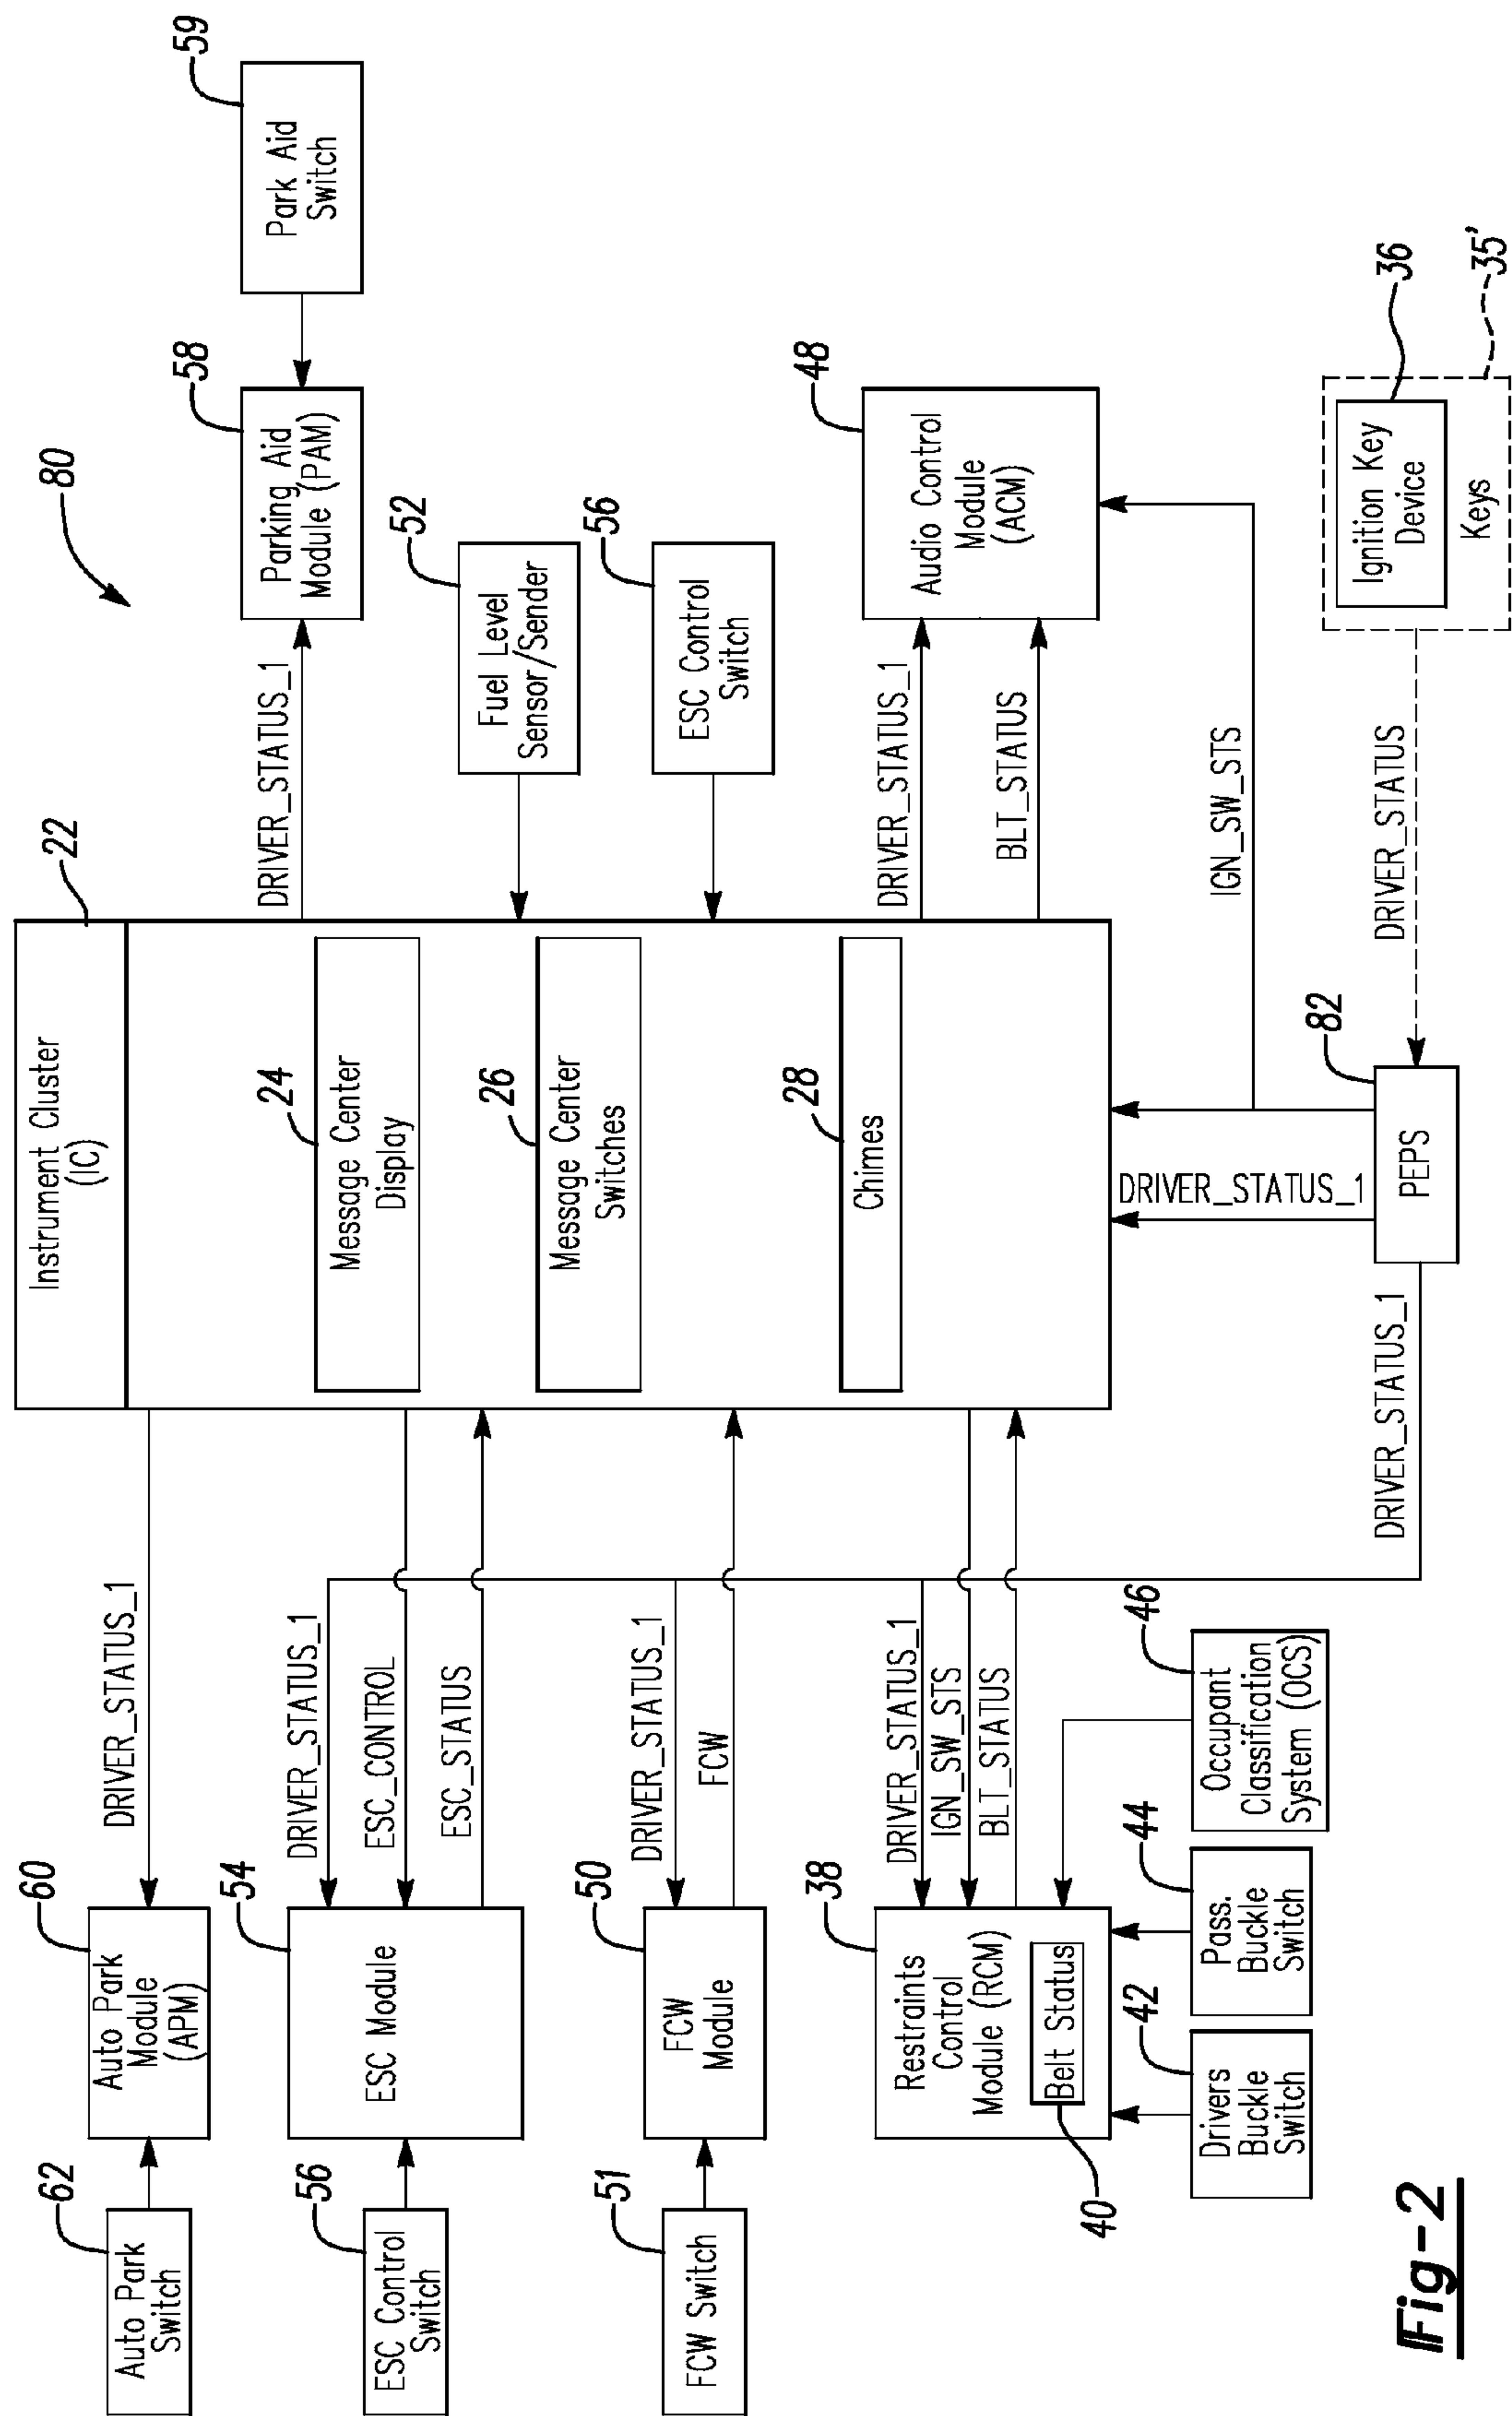 80
59
Park Aid
Switch
58
Parking Aid
Module (PAM)
DRIVER_STATUS_1
52
Fuel Level
Sensor/Sender
56
ESC Control
Switch
48
Audio Control
Module
(ACM)
DRIVER_STATUS_1
BLT_STATUS
IGN_SW_STS
36
Ignition Key
Device
Keys
35'
DRIVER_STATUS
82
PEPS
DRIVER_STATUS_1
DRIVER_STATUS_1
22
Instrument Cluster
(IC)
24
Message Center
Display
26
Message Center
Switches
28
Chimes
DRIVER_STATUS_1
60
Auto Park
Module
(APM)
62
Auto Park
Switch
DRIVER_STATUS_1
ESC_CONTROL
ESC_STATUS
54
ESC Module
56
ESC Control
Switch
DRIVER_STATUS_1
FCW
50
FCW
Module
51
FCW Switch
DRIVER_STATUS_1
IGN_SW_STS
BLT_STATUS
38
Restraints
Control
Module (RCM)
Belt Status
40
42
Drivers
Buckle
Switch
44
Pass.
Buckle
Switch
46
Occupant
Classification
System (OCS)
Fig-2